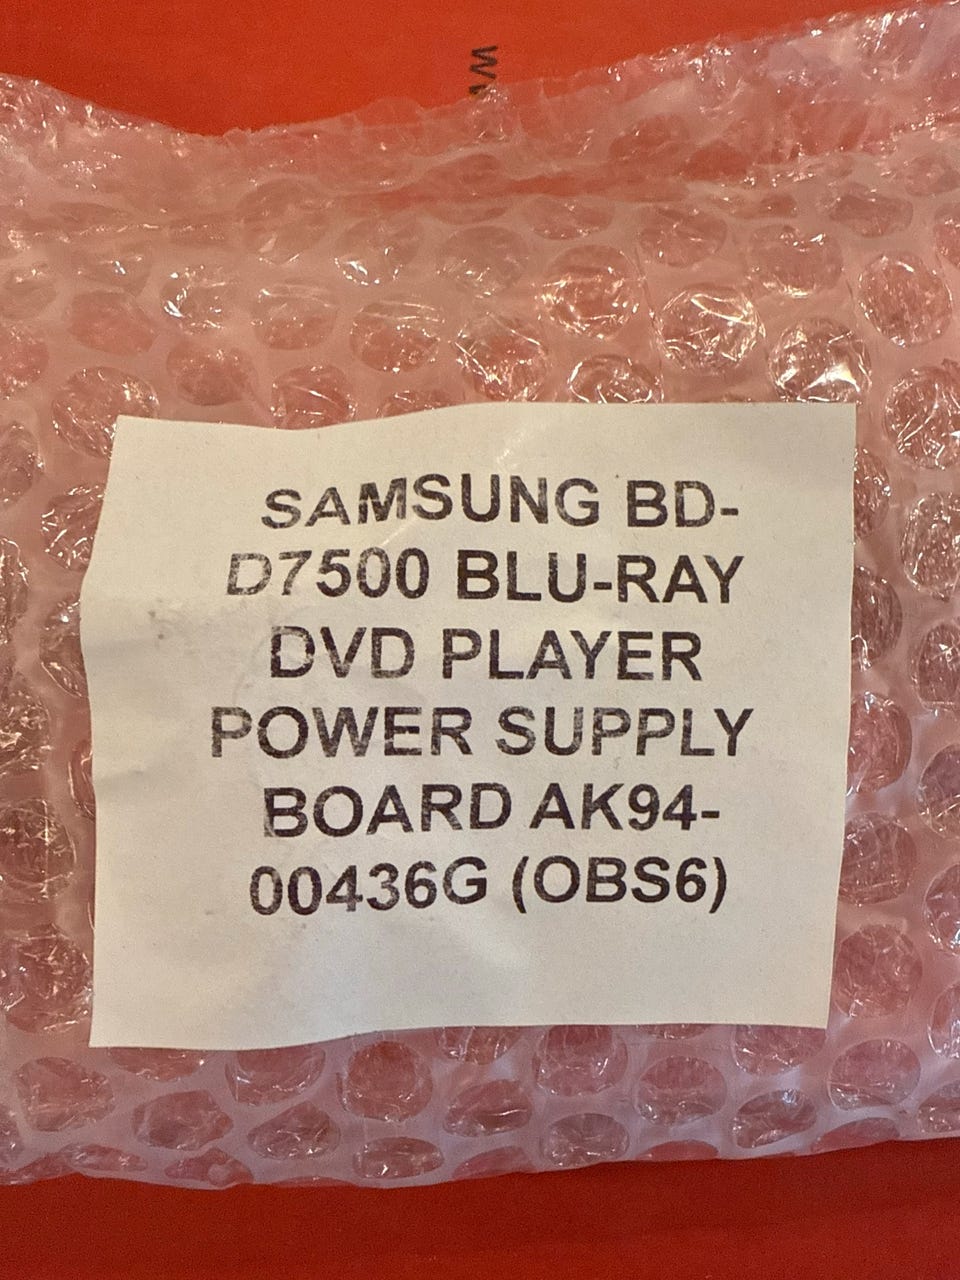 SAMSUNG BD-
D7500 BLU-RAY
DVD PLAYER
POWER SUPPLY
BOARD AK94-
00436G (OBS6)